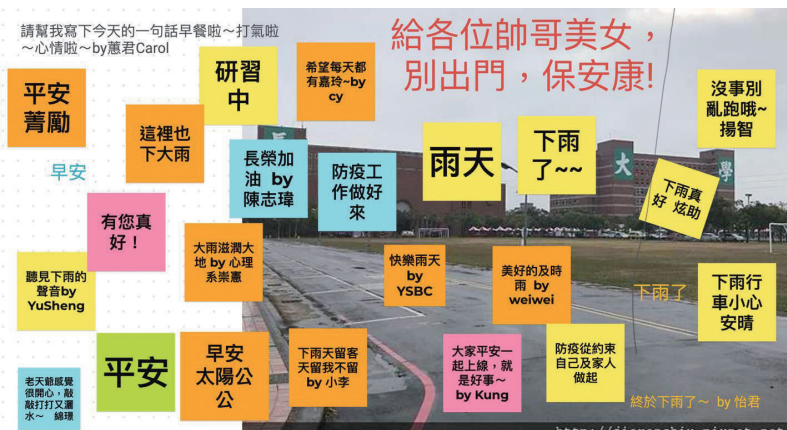 請幫我寫下今天的一句話早餐啦～打氣啦
～心情啦～by蕙君Carol
給各位帥哥美女，
別出門，保安康!
平安
菁勵
這裡也
下大雨
研習
中
希望每天都
有嘉玲~by
cy
早安
有您真
好！
長榮加
油 by
陳志瑋
防疫工
作做好
來
雨天
下雨
了~~
沒事別
亂跑哦~
揚智
下雨真
好 炫助
大
學
聽見下雨的
聲音by
YuSheng
大雨滋潤大
地 by 心理
系崇憲
快樂雨天
by
YSBC
美好的及時
雨 by
weiwei
下雨了
下雨行
車小心
安晴
老天爺感覺
很開心，敲
敲打打又灑
水～ 綿璟
平安
早安
太陽公
公
下雨天留客
天留我不留
by 小李
大家平安一
起上線，就
是好事～
by Kung
防疫從約束
自己及家人
做起
終於下雨了～ by 怡君